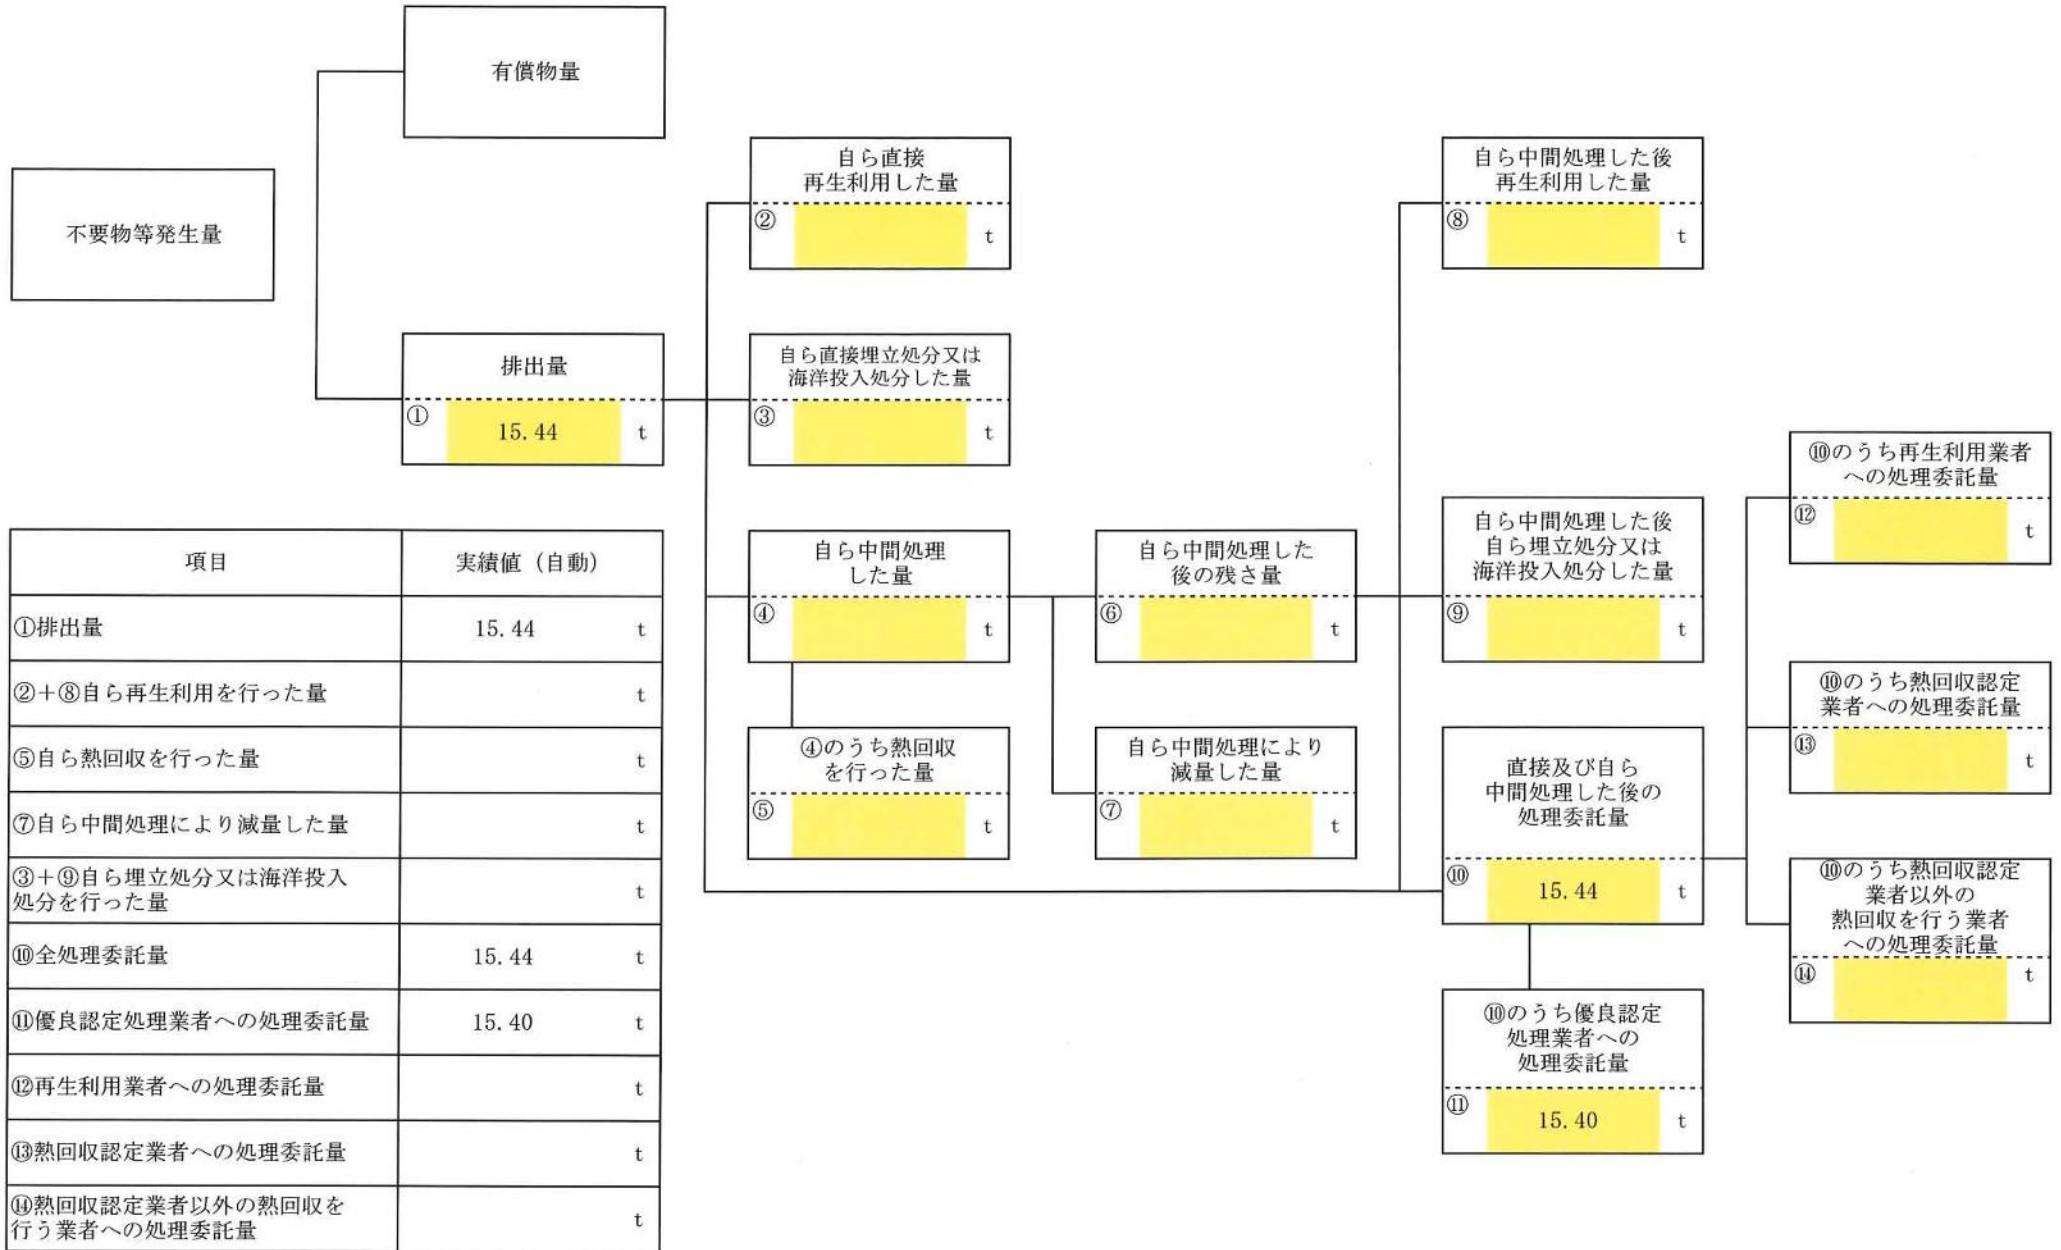 有償物量
不要物等発生量
自ら直接
再生利用した量
② t
自ら中間処理した後
再生利用した量
⑧ t
排出量
① 15.44 t
自ら直接埋立処分又は
海洋投入処分した量
③ t
⑩のうち再生利用業者
への処理委託量
⑫ t
自ら中間処理
した量
④ t
自ら中間処理した
後の残さ量
⑥ t
自ら中間処理した後
自ら埋立処分又は
海洋投入処分した量
⑨ t
⑩のうち熱回収認定
業者への処理委託量
⑬ t
④のうち熱回収
を行った量
⑤ t
自ら中間処理により
減量した量
⑦ t
直接及び自ら
中間処理した後の
処理委託量
⑩ 15.44 t
⑩のうち熱回収認定
業者以外の
熱回収を行う業者
への処理委託量
⑭ t
⑩のうち優良認定
処理業者への
処理委託量
⑪ 15.40 t
項目 実績値（自動）
①排出量 15.44 t
②＋⑧自ら再生利用を行った量 t
⑤自ら熱回収を行った量 t
⑦自ら中間処理により減量した量 t
③＋⑨自ら埋立処分又は海洋投入
処分を行った量 t
⑩全処理委託量 15.44 t
⑪優良認定処理業者への処理委託量 15.40 t
⑫再生利用業者への処理委託量 t
⑬熱回収認定業者への処理委託量 t
⑭熱回収認定業者以外の熱回収を
行う業者への処理委託量 t